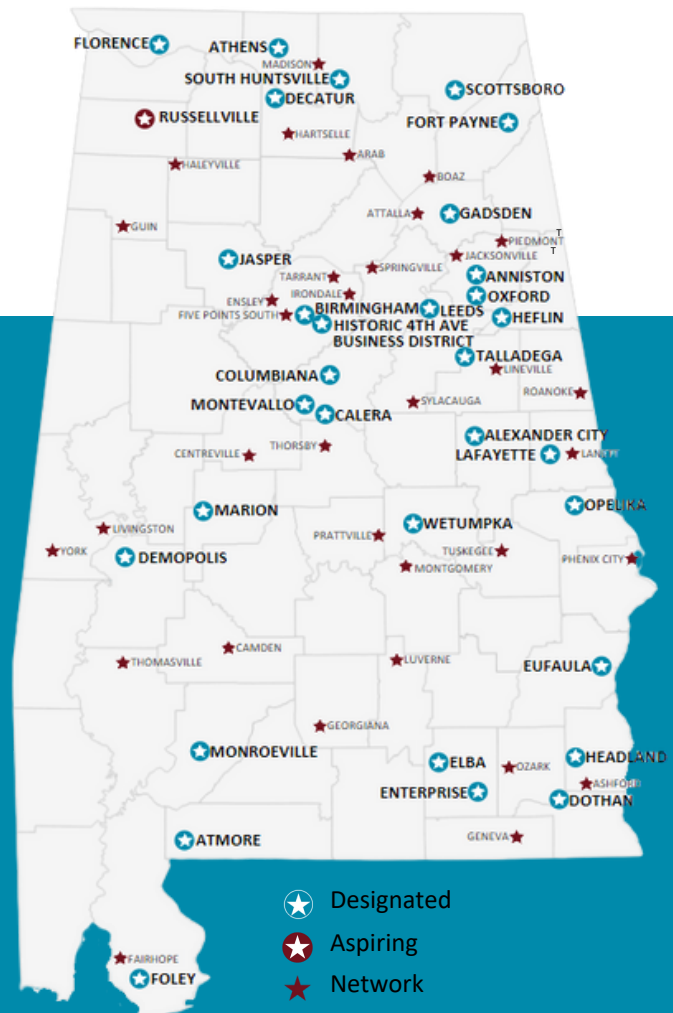 FLORENCE
ATHENS
MADISON
SOUTH HUNTSVILLE
DECATUR
SCOTTSBORO
RUSSELLVILLE
FORT PAYNE
HARTSELLE
ARAB
HALEYVILLE
BOAZ
ATTALLA
GADSDEN
GUIN
PIEDMONT
T
T
JACKSONVILLE
JASPER
SPRINGVILLE
TARRANT
ANNISTON
IRONDALE
OXFORD
ENSLEY
BIRMINGHAM
LEEDS
FIVE POINTS SOUTH
HEFLIN
HISTORIC 4TH AVE
BUSINESS DISTRICT
TALLADEGA
LINEVILLE
COLUMBIANA
ROANOKE
MONTEVALLO
SYLACAUGA
CALERA
ALEXANDER CITY
THORSBY
CENTREVILLE
LAFAYETTE
MARION
OPELIKA
LIVINGSTON
WETUMPKA
PRATTVILLE
YORK
DEMOPOLIS
TUSKEGEE
MONTGOMERY
PHENIX CITY
CAMDEN
THOMASVILLE
LUVERNE
EUFAULA
GEORGIANA
MONROEVILLE
ELBA
OZARK
HEADLAND
ENTERPRISE
ASHFORD
DOTHAN
ATMORE
GENEVA
Designated
Aspiring
Network
FAIRHOPE
FOLEY